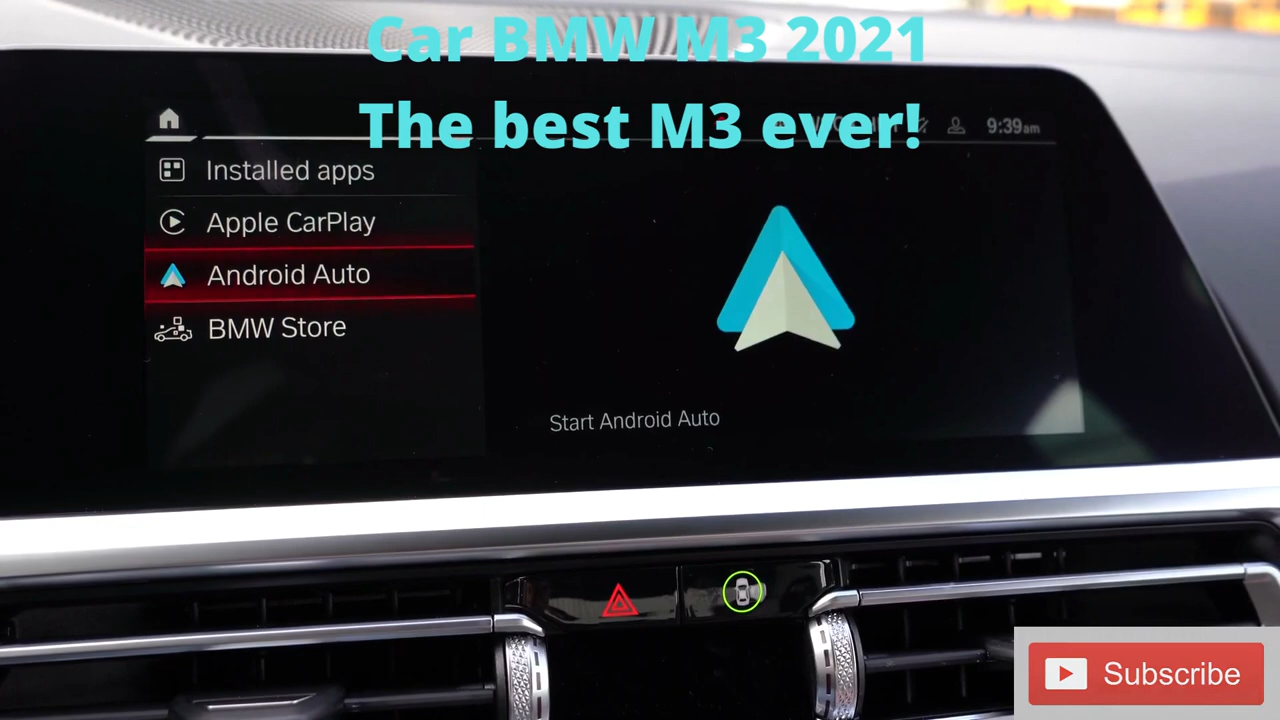 Car BMW M3 2021
The best M3 ever!
9:39am
Installed apps
Apple CarPlay
Android Auto
BMW Store
Start Android Auto
Subscribe